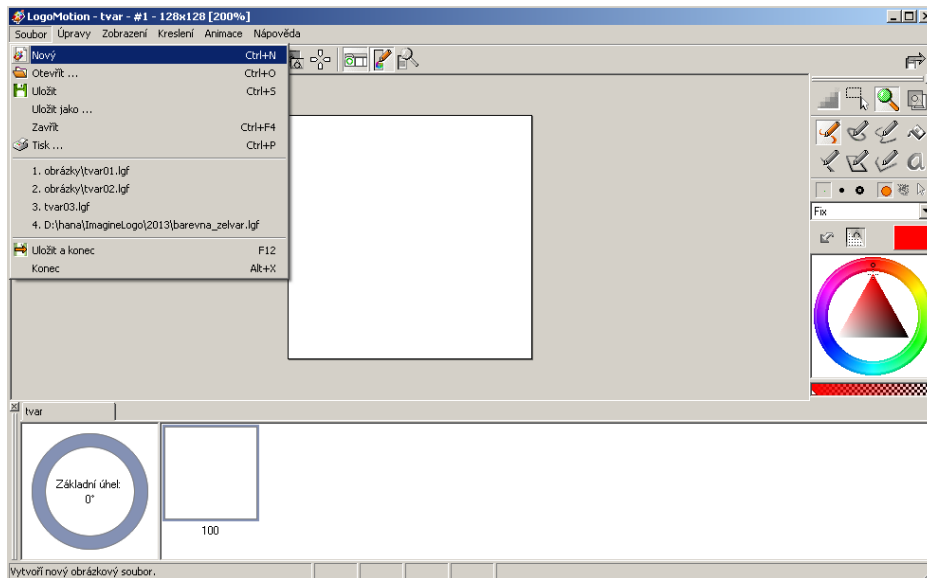 LogoMotion - tvar - #1 - 128x128 [200%]
Soubor Úpravy Zobrazení Kreslení Animace Nápověda
Nový Ctrl+N
Otevřít ... Ctrl+O
Uložit Ctrl+S
Uložit jako ...
Zavřít Ctrl+F4
Tisk ... Ctrl+P
1. obrázky\tvar01.lgf
2. obrázky\tvar02.lgf
3. tvar03.lgf
4. D:\hana\ImagineLogo\2013\barevna_zelvar.lgf
Uložit a konec F12
Konec Alt+X
Fix
tvar
Základní úhel:
0°
100
Vytvoří nový obrázkový soubor.